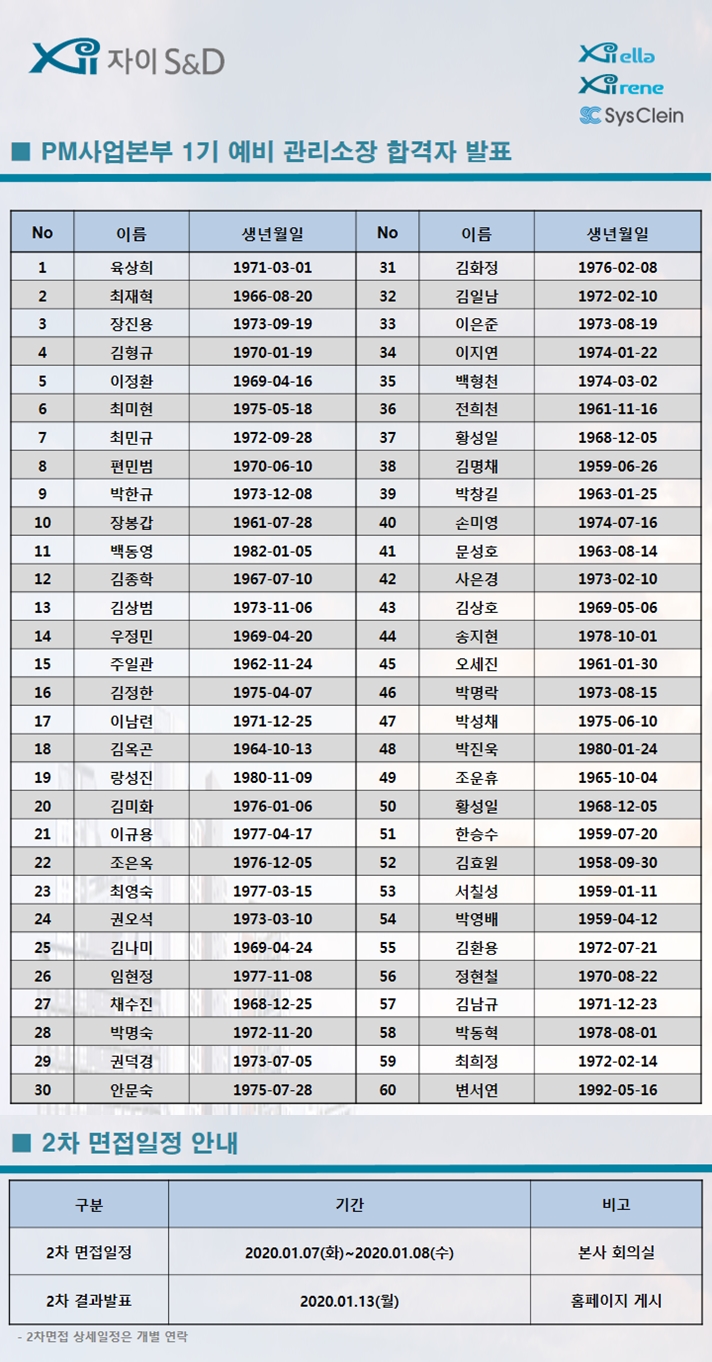 Xi 자이 S&D
Xi ella
Xi rene
SysClein
■ PM사업본부 1기 예비 관리소장 합격자 발표
No 이름 생년월일 No 이름 생년월일
1 육상희 1971-03-01 31 김화정 1976-02-08
2 최재혁 1966-08-20 32 김일남 1972-02-10
3 장진용 1973-09-19 33 이은준 1973-08-19
4 김형규 1970-01-19 34 이지연 1974-01-22
5 이정환 1969-04-16 35 백형천 1974-03-02
6 최미현 1975-05-18 36 전희천 1961-11-16
7 최민규 1972-09-28 37 황성일 1968-12-05
8 편민범 1970-06-10 38 김명채 1959-06-26
9 박한규 1973-12-08 39 박창길 1963-01-25
10 장봉갑 1961-07-28 40 손미영 1974-07-16
11 백동영 1982-01-05 41 문성호 1963-08-14
12 김종학 1967-07-10 42 사은경 1973-02-10
13 김상범 1973-11-06 43 김상호 1969-05-06
14 우정민 1969-04-20 44 송지현 1978-10-01
15 주일관 1962-11-24 45 오세진 1961-01-30
16 김정한 1975-04-07 46 박명락 1973-08-15
17 이남련 1971-12-25 47 박성채 1975-06-10
18 김옥곤 1964-10-13 48 박진욱 1980-01-24
19 랑성진 1980-11-09 49 조운휴 1965-10-04
20 김미화 1976-01-06 50 황성일 1968-12-05
21 이규용 1977-04-17 51 한승수 1959-07-20
22 조은옥 1976-12-05 52 김효원 1958-09-30
23 최영숙 1977-03-15 53 서칠성 1959-01-11
24 권오석 1973-03-10 54 박영배 1959-04-12
25 김나미 1969-04-24 55 김환용 1972-07-21
26 임현정 1977-11-08 56 정현철 1970-08-22
27 채수진 1968-12-25 57 김남규 1971-12-23
28 박명숙 1972-11-20 58 박동혁 1978-08-01
29 권덕경 1973-07-05 59 최희정 1972-02-14
30 안문숙 1975-07-28 60 변서연 1992-05-16
■ 2차 면접일정 안내
구분 기간 비고
2차 면접일정 2020.01.07(화)~2020.01.08(수) 본사 회의실
2차 결과발표 2020.01.13(월) 홈페이지 게시
- 2차면접 상세일정은 개별 연락